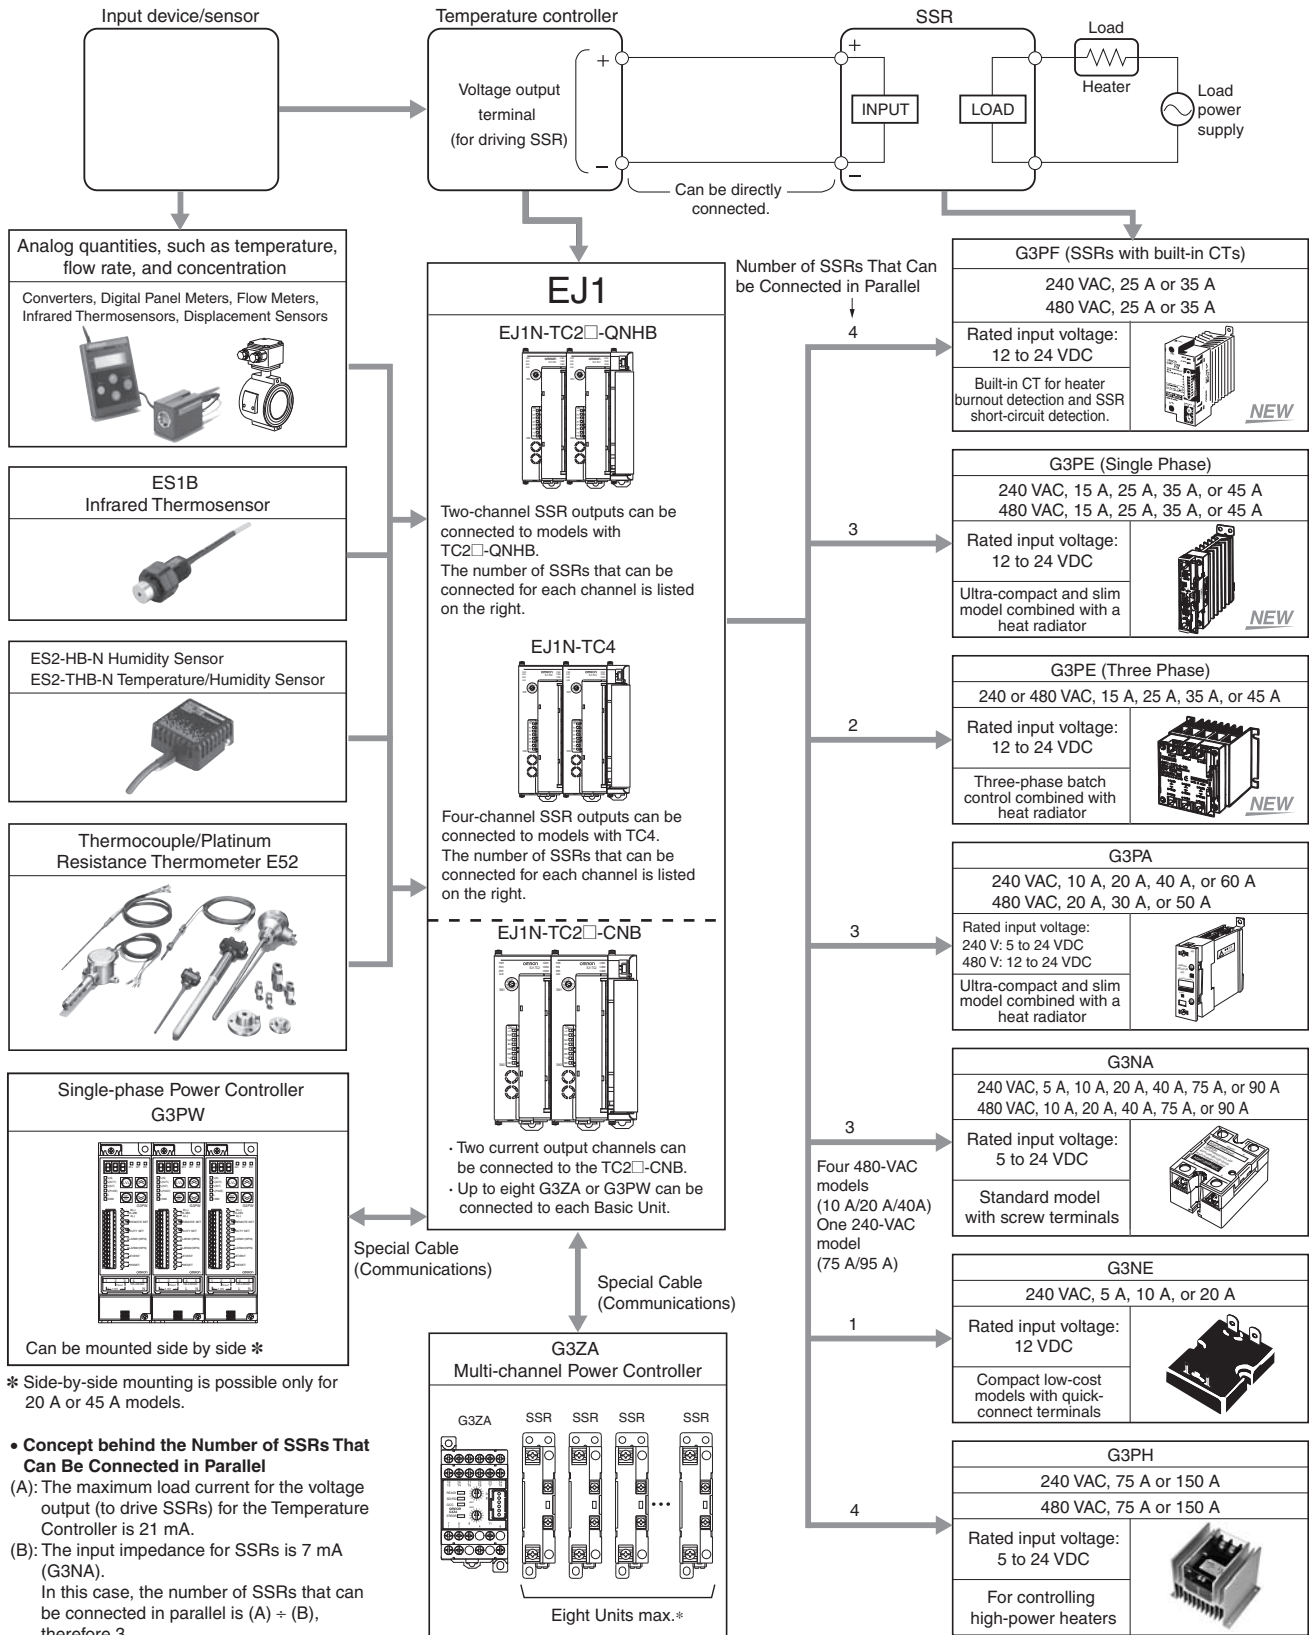 Input device/sensor
Temperature controller
SSR
Voltage output
terminal
(for driving SSR)
+
−
+
−
INPUT
LOAD
Load
Heater
Load
power
supply
Can be directly
connected.
Analog quantities, such as temperature,
flow rate, and concentration
Converters, Digital Panel Meters, Flow Meters,
Infrared Thermosensors, Displacement Sensors
ES1B
Infrared Thermosensor
ES2-HB-N Humidity Sensor
ES2-THB-N Temperature/Humidity Sensor
Thermocouple/Platinum
Resistance Thermometer E52
Single-phase Power Controller
G3PW
Can be mounted side by side ✽
✽ Side-by-side mounting is possible only for
20 A or 45 A models.
• Concept behind the Number of SSRs That
Can Be Connected in Parallel
(A): The maximum load current for the voltage
output (to drive SSRs) for the Temperature
Controller is 21 mA.
(B): The input impedance for SSRs is 7 mA
(G3NA).
In this case, the number of SSRs that can
be connected in parallel is (A) ÷ (B),
therefore 3.
EJ1
EJ1N-TC2□-QNHB
Two-channel SSR outputs can be
connected to models with
TC2□-QNHB.
The number of SSRs that can be
connected for each channel is listed
on the right.
EJ1N-TC4
Four-channel SSR outputs can be
connected to models with TC4.
The number of SSRs that can be
connected for each channel is listed
on the right.
EJ1N-TC2□-CNB
· Two current output channels can
be connected to the TC2□-CNB.
· Up to eight G3ZA or G3PW can be
connected to each Basic Unit.
Special Cable
(Communications)
Special Cable
(Communications)
G3ZA
Multi-channel Power Controller
G3ZA
SSR SSR SSR SSR
Eight Units max.✽
Number of SSRs That Can
be Connected in Parallel
4
G3PF (SSRs with built-in CTs)
240 VAC, 25 A or 35 A
480 VAC, 25 A or 35 A
Rated input voltage:
12 to 24 VDC
Built-in CT for heater
burnout detection and SSR
short-circuit detection.
NEW
3
G3PE (Single Phase)
240 VAC, 15 A, 25 A, 35 A, or 45 A
480 VAC, 15 A, 25 A, 35 A, or 45 A
Rated input voltage:
12 to 24 VDC
Ultra-compact and slim
model combined with a
heat radiator
NEW
2
G3PE (Three Phase)
240 or 480 VAC, 15 A, 25 A, 35 A, or 45 A
Rated input voltage:
12 to 24 VDC
Three-phase batch
control combined with
heat radiator
NEW
3
G3PA
240 VAC, 10 A, 20 A, 40 A, or 60 A
480 VAC, 20 A, 30 A, or 50 A
Rated input voltage:
240 V: 5 to 24 VDC
480 V: 12 to 24 VDC
Ultra-compact and slim
model combined with a
heat radiator
3
Four 480-VAC
models
(10 A/20 A/40A)
One 240-VAC
model
(75 A/95 A)
G3NA
240 VAC, 5 A, 10 A, 20 A, 40 A, 75 A, or 90 A
480 VAC, 10 A, 20 A, 40 A, 75 A, or 90 A
Rated input voltage:
5 to 24 VDC
Standard model
with screw terminals
1
G3NE
240 VAC, 5 A, 10 A, or 20 A
Rated input voltage:
12 VDC
Compact low-cost
models with quick-
connect terminals
4
G3PH
240 VAC, 75 A or 150 A
480 VAC, 75 A or 150 A
Rated input voltage:
5 to 24 VDC
For controlling
high-power heaters